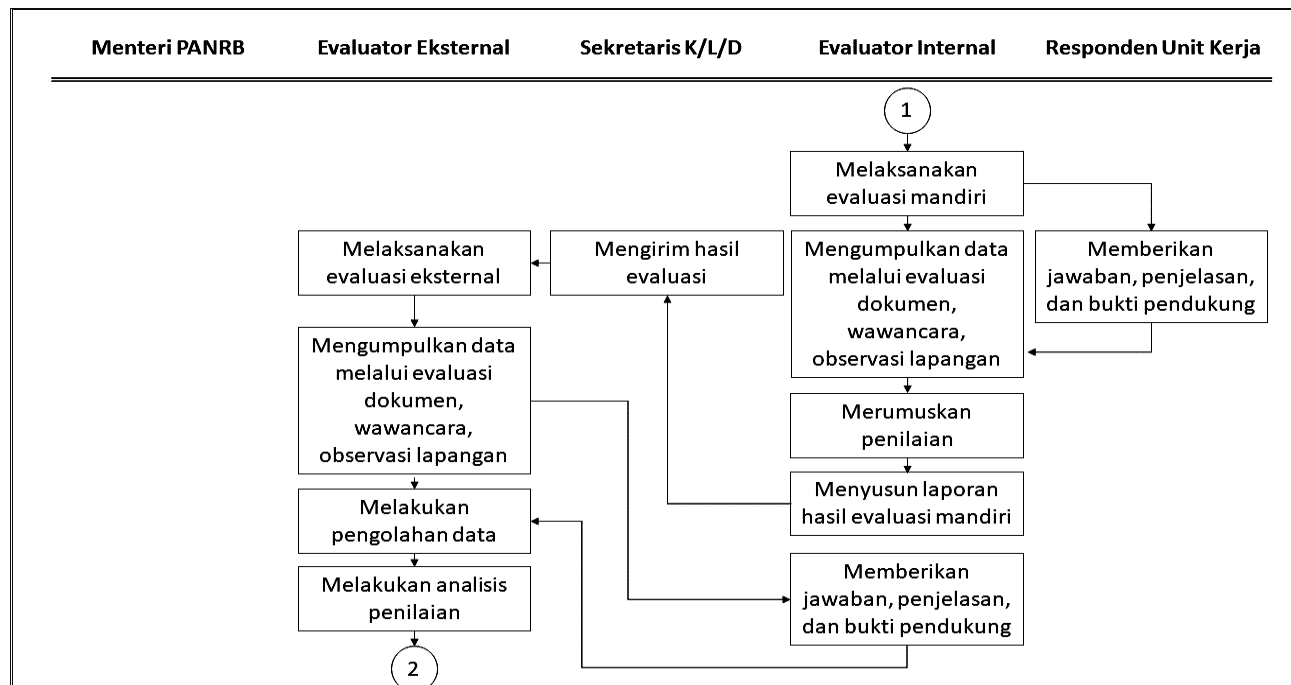 Menteri PANRB
Evaluator Eksternal
Sekretaris K/L/D
Evaluator Internal
Responden Unit Kerja
1
Melaksanakan
evaluasi mandiri
Melaksanakan
evaluasi eksternal
Mengirim hasil
evaluasi
Mengumpulkan data
melalui evaluasi
dokumen,
wawancara,
observasi lapangan
Memberikan
jawaban, penjelasan,
dan bukti pendukung
Mengumpulkan data
melalui evaluasi
dokumen,
wawancara,
observasi lapangan
Merumuskan
penilaian
Menyusun laporan
hasil evaluasi mandiri
Melakukan
pengolahan data
Memberikan
jawaban, penjelasan,
dan bukti pendukung
Melakukan analisis
penilaian
2